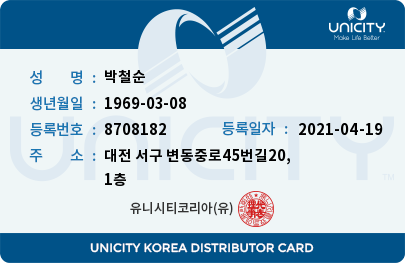 UNICITY
Make Life Better
성 명 : 박철순
생년월일 : 1969-03-08
등록번호 : 8708182 등록일자 : 2021-04-19
주 소 : 대전 서구 변동중로45번길20,
1층
UNICITY
TM
유니시티코리아(유)
UNICITY KOREA DISTRIBUTOR CARD